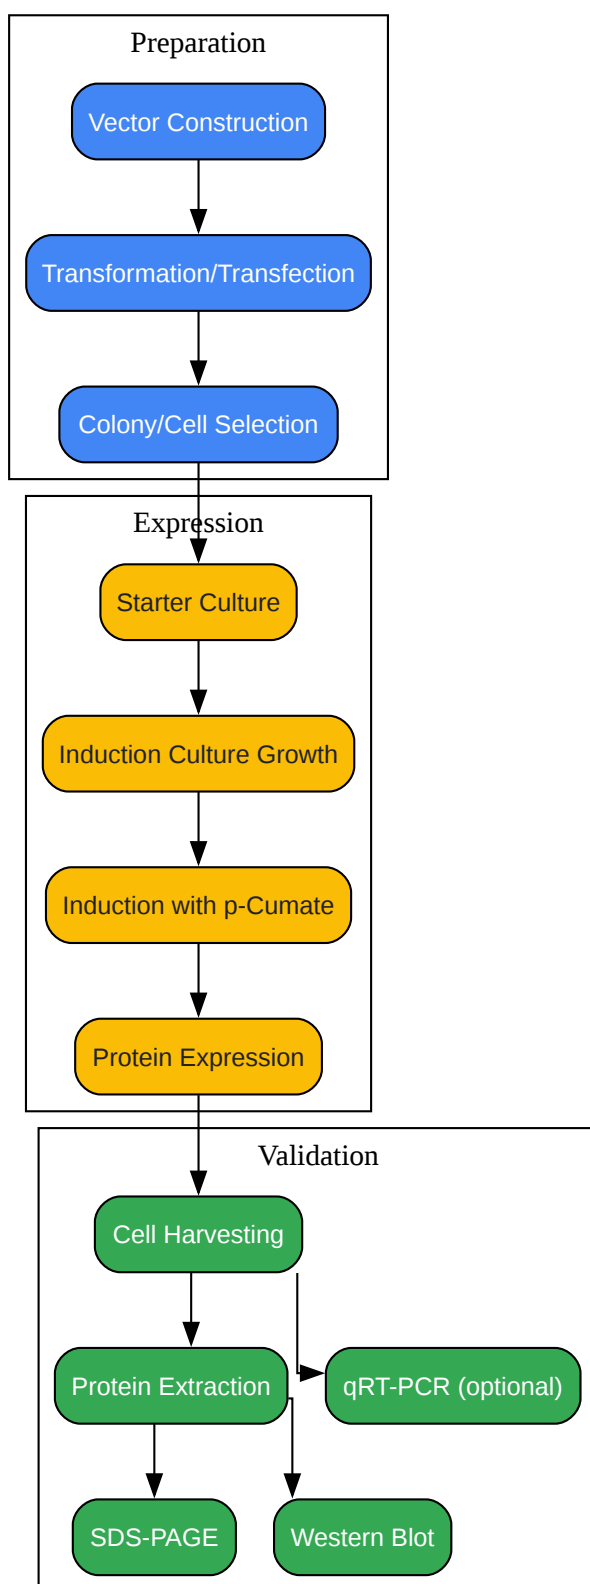 Preparation
Vector Construction
Transformation/Transfection
Colony/Cell Selection
Expression
Starter Culture
Induction Culture Growth
Induction with p-Cumate
Protein Expression
Validation
Cell Harvesting
Protein Extraction
qRT-PCR (optional)
SDS-PAGE
Western Blot